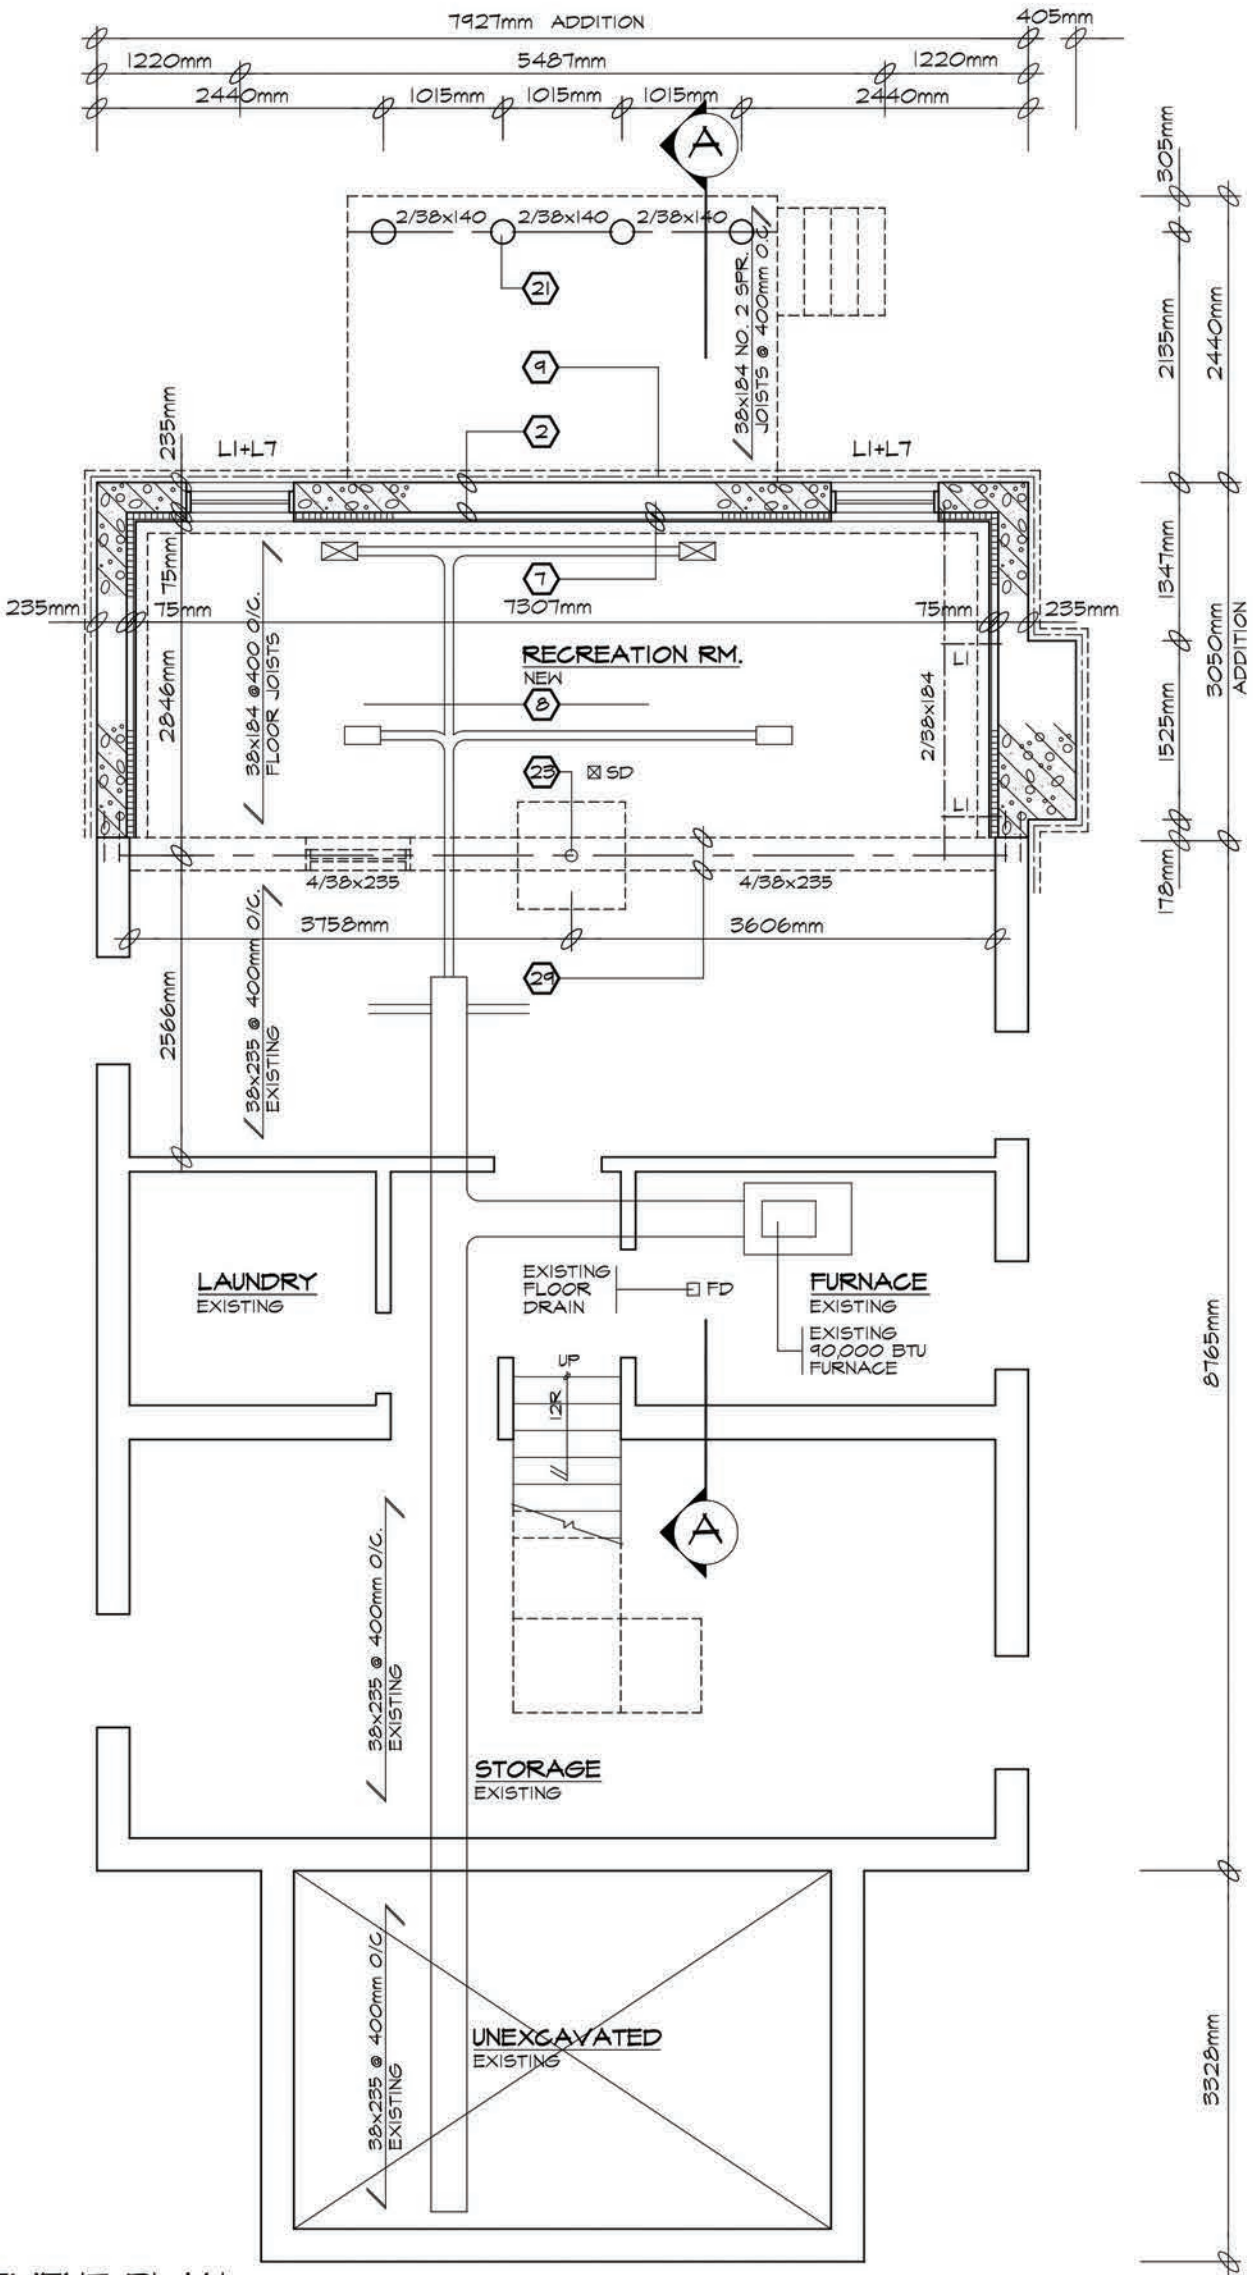 7927mm ADDITION
405mm
1220mm
5487mm
1220mm
2440mm
1015mm
1015mm
1015mm
2440mm
A
305mm
2/38x140
2/38x140
2/38x140
38x184 NO. 2 SPR.
JOISTS @ 400mm O.C.
2135mm
2440mm
21
9
2
235mm
L1+L7
L1+L7
75mm
7
1347mm
235mm
75mm
7307mm
75mm
235mm
3050mm
ADDITION
38x184 @400 O/C.
FLOOR JOISTS
RECREATION RM.
NEW
L1
2846mm
8
2/38x184
1525mm
23
SD
L1
4/38x235
4/38x235
178mm
3758mm
3606mm
38x235 @ 400mm O/C.
EXISTING
29
2566mm
LAUNDRY
EXISTING
EXISTING
FLOOR
DRAIN
FD
FURNACE
EXISTING
EXISTING
90,000 BTU
FURNACE
8765mm
UP
12R
A
38x235 @ 400mm O/C.
EXISTING
STORAGE
EXISTING
38x235 @ 400mm O/C.
EXISTING
UNEXCAVATED
EXISTING
3328mm